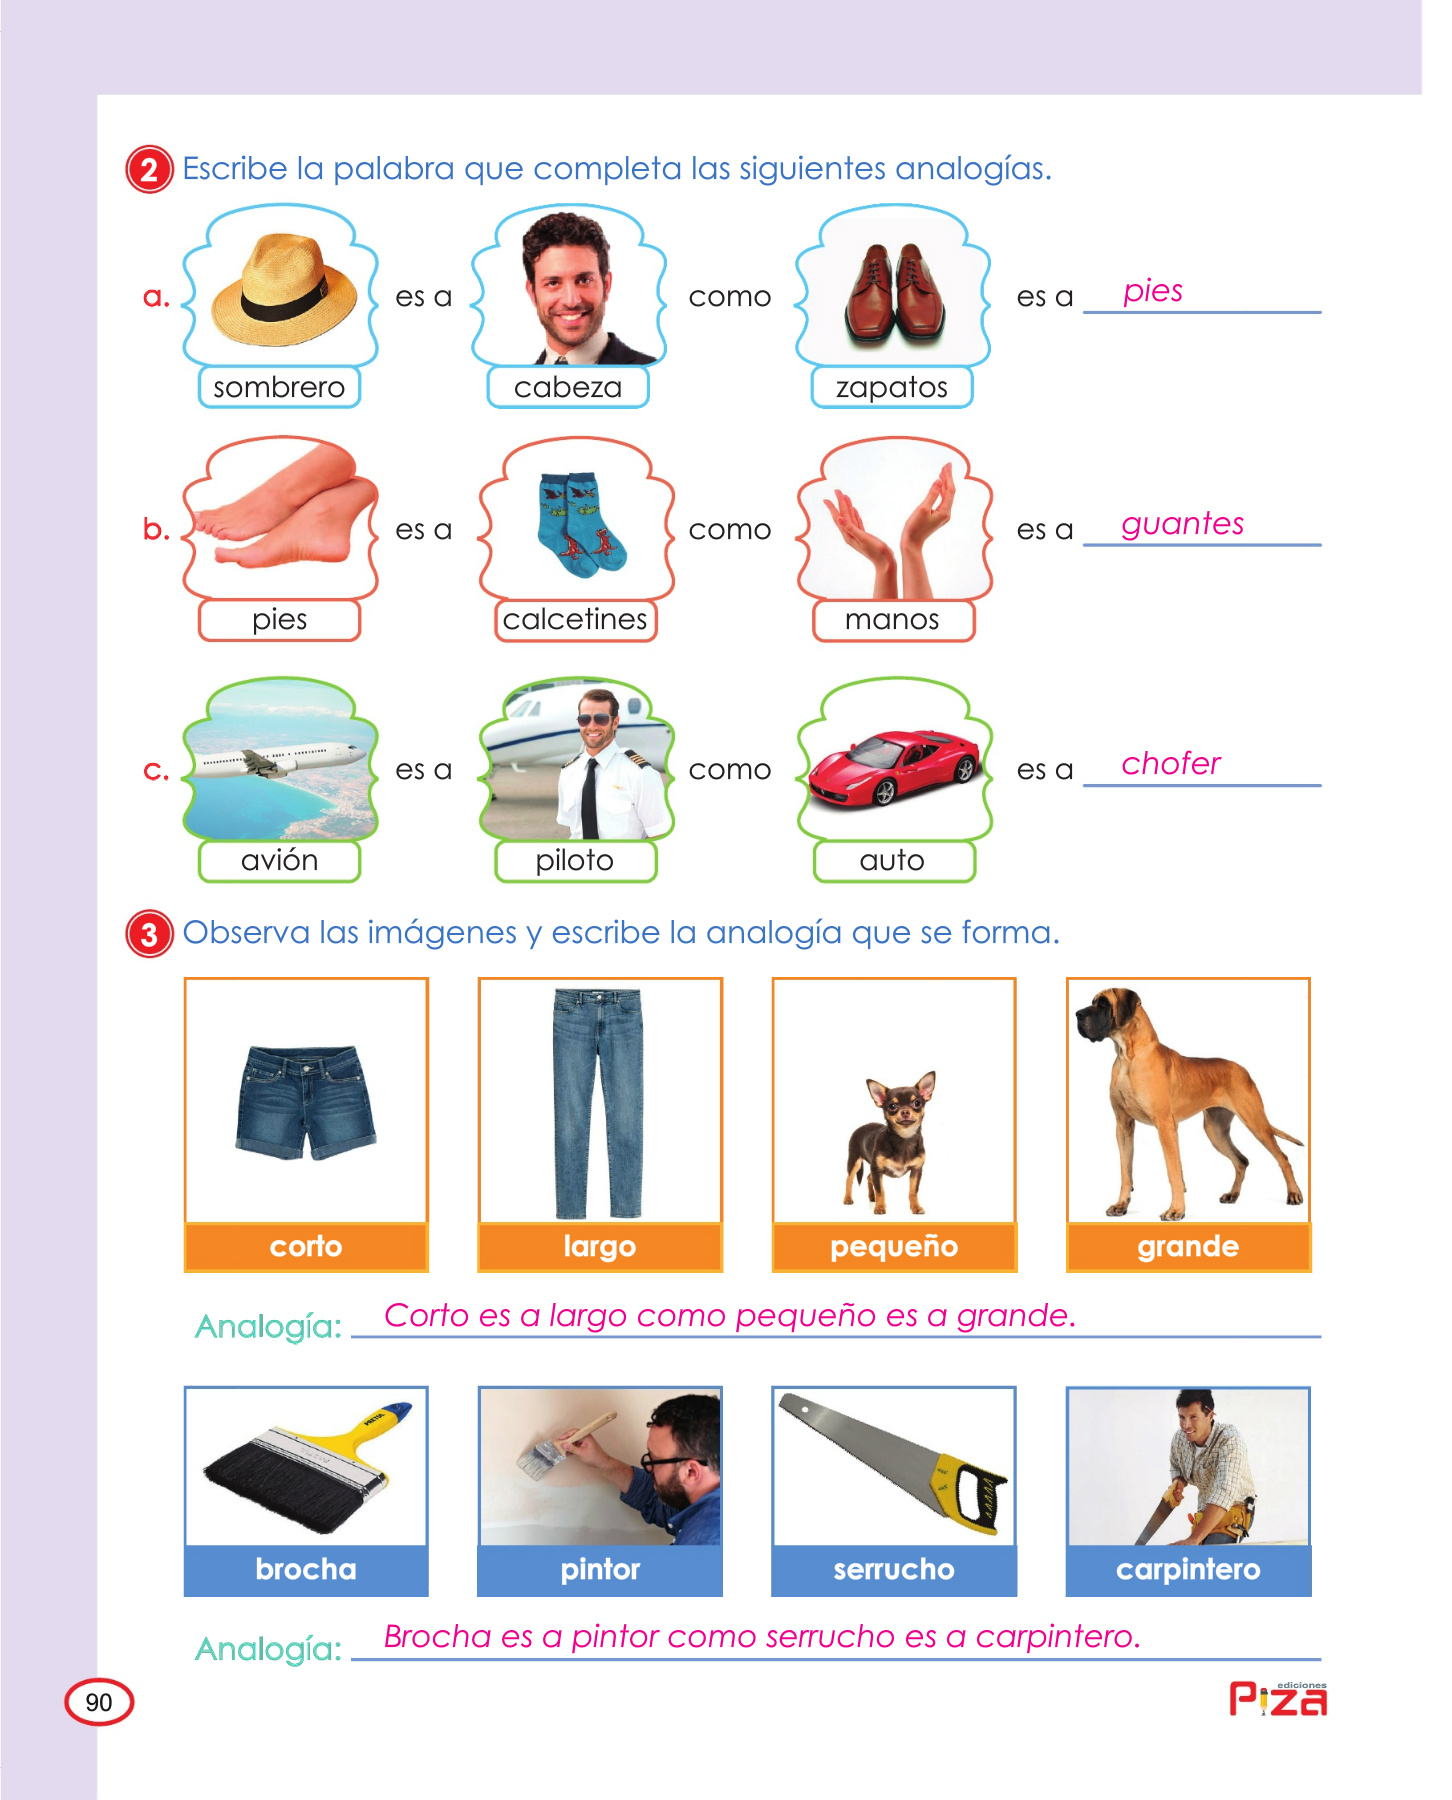 2 Escribe la palabra que completa las siguientes analogías.
a. es a como es a pies
sombrero cabeza zapatos
b. es a como es a guantes
pies calcetines manos
c. es a como es a chofer
avión piloto auto
3 Observa las imágenes y escribe la analogía que se forma.
corto largo pequeño grande
Analogía: Corto es a largo como pequeño es a grande.
brocha pintor serrucho carpintero
Analogía: Brocha es a pintor como serrucho es a carpintero.
90
ediciones
Piza